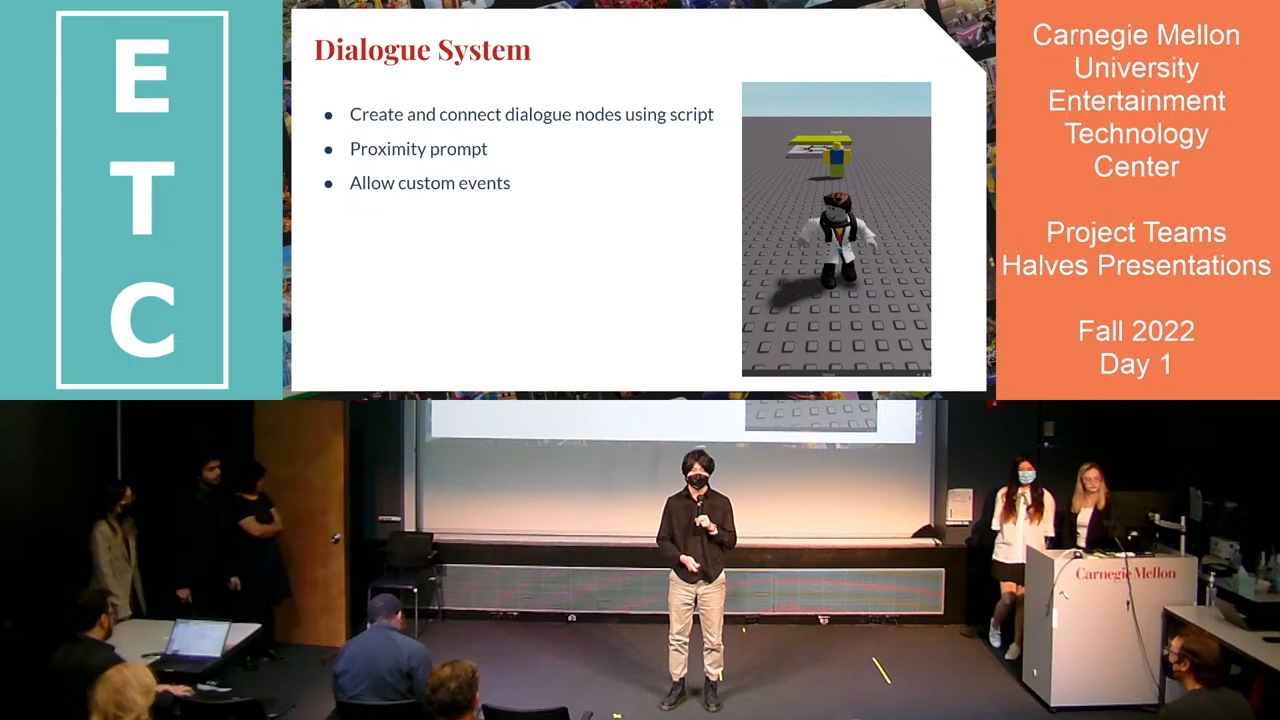 E
T
C
Dialogue System
● Create and connect dialogue nodes using script
● Proximity prompt
● Allow custom events
Carnegie Mellon
University
Entertainment
Technology
Center
Project Teams
Halves Presentations
Fall 2022
Day 1
Carnegie Mellon